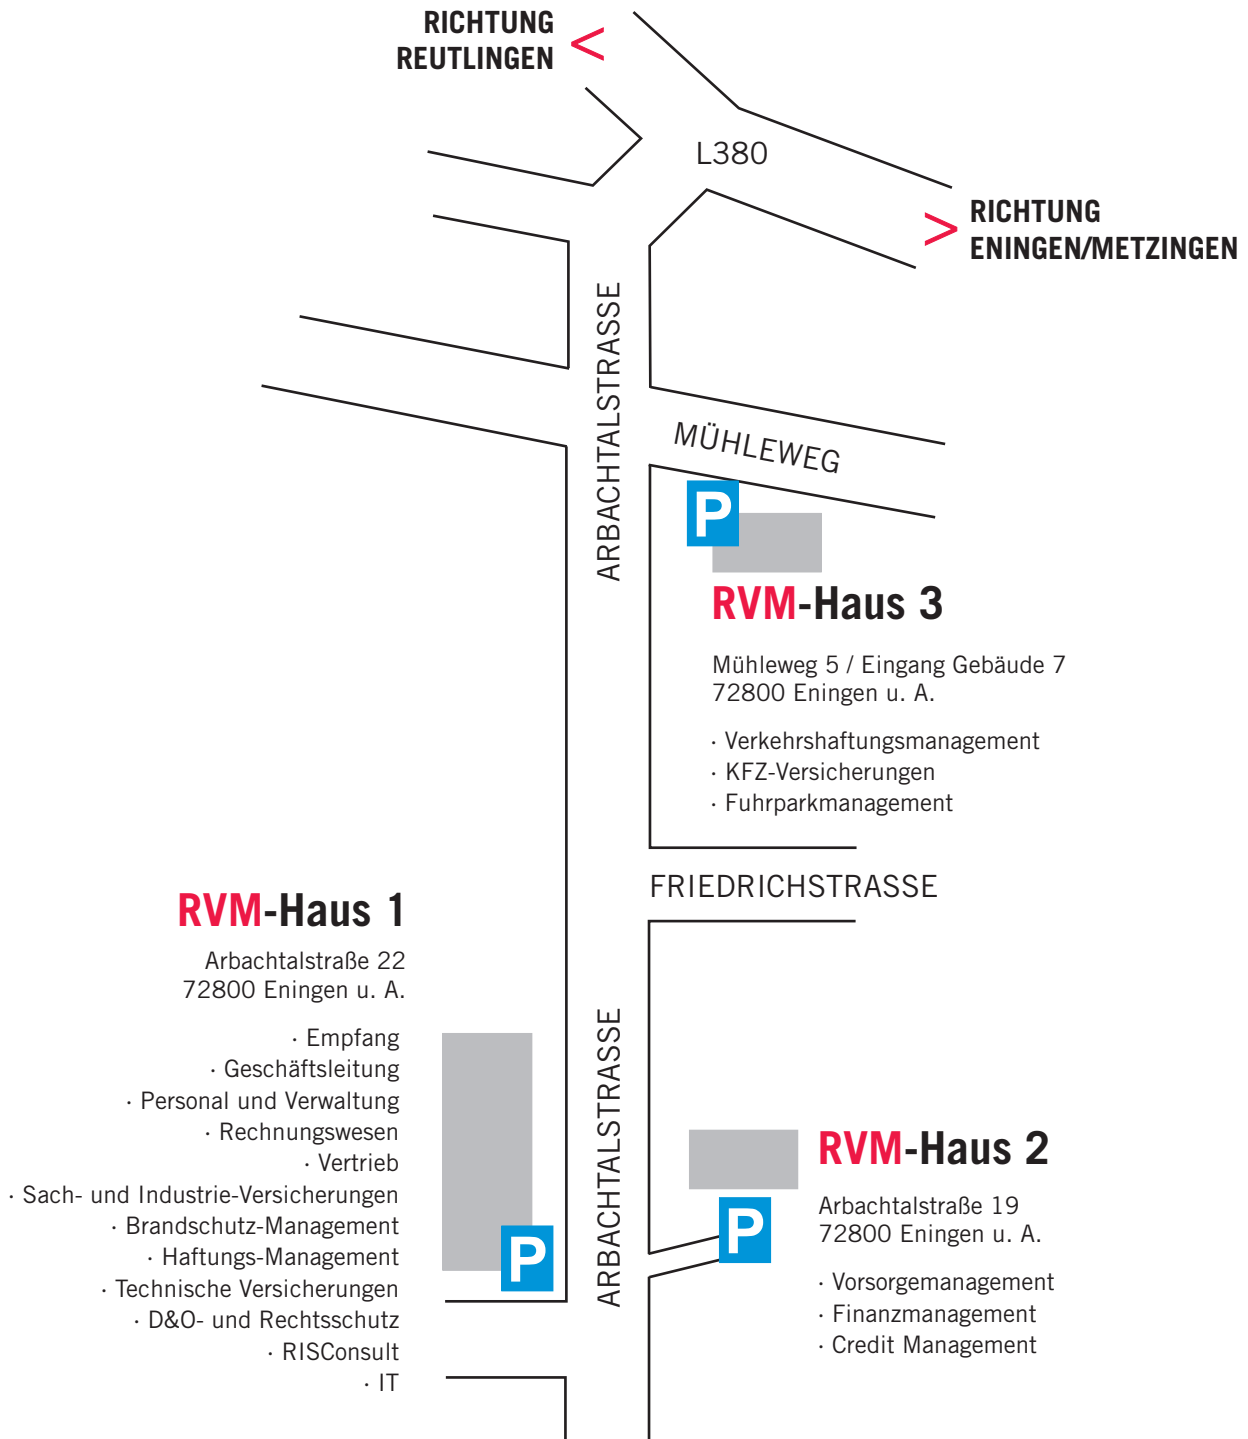 RICHTUNG
REUTLINGEN
<
L380
>
RICHTUNG
ENINGEN/METZINGEN
ARBACHTALSTRASSE
MÜHLEWEG
P
RVM-Haus 3
Mühleweg 5 / Eingang Gebäude 7
72800 Eningen u. A.
· Verkehrshaftungsmanagement
· KFZ-Versicherungen
· Fuhrparkmanagement
FRIEDRICHSTRASSE
RVM-Haus 1
Arbachtalstraße 22
72800 Eningen u. A.
· Empfang
· Geschäftsleitung
· Personal und Verwaltung
· Rechnungswesen
· Vertrieb
· Sach- und Industrie-Versicherungen
· Brandschutz-Management
· Haftungs-Management
· Technische Versicherungen
· D&O- und Rechtsschutz
· RISConsult
· IT
P
ARBACHTALSTRASSE
RVM-Haus 2
P
Arbachtalstraße 19
72800 Eningen u. A.
· Vorsorgemanagement
· Finanzmanagement
· Credit Management